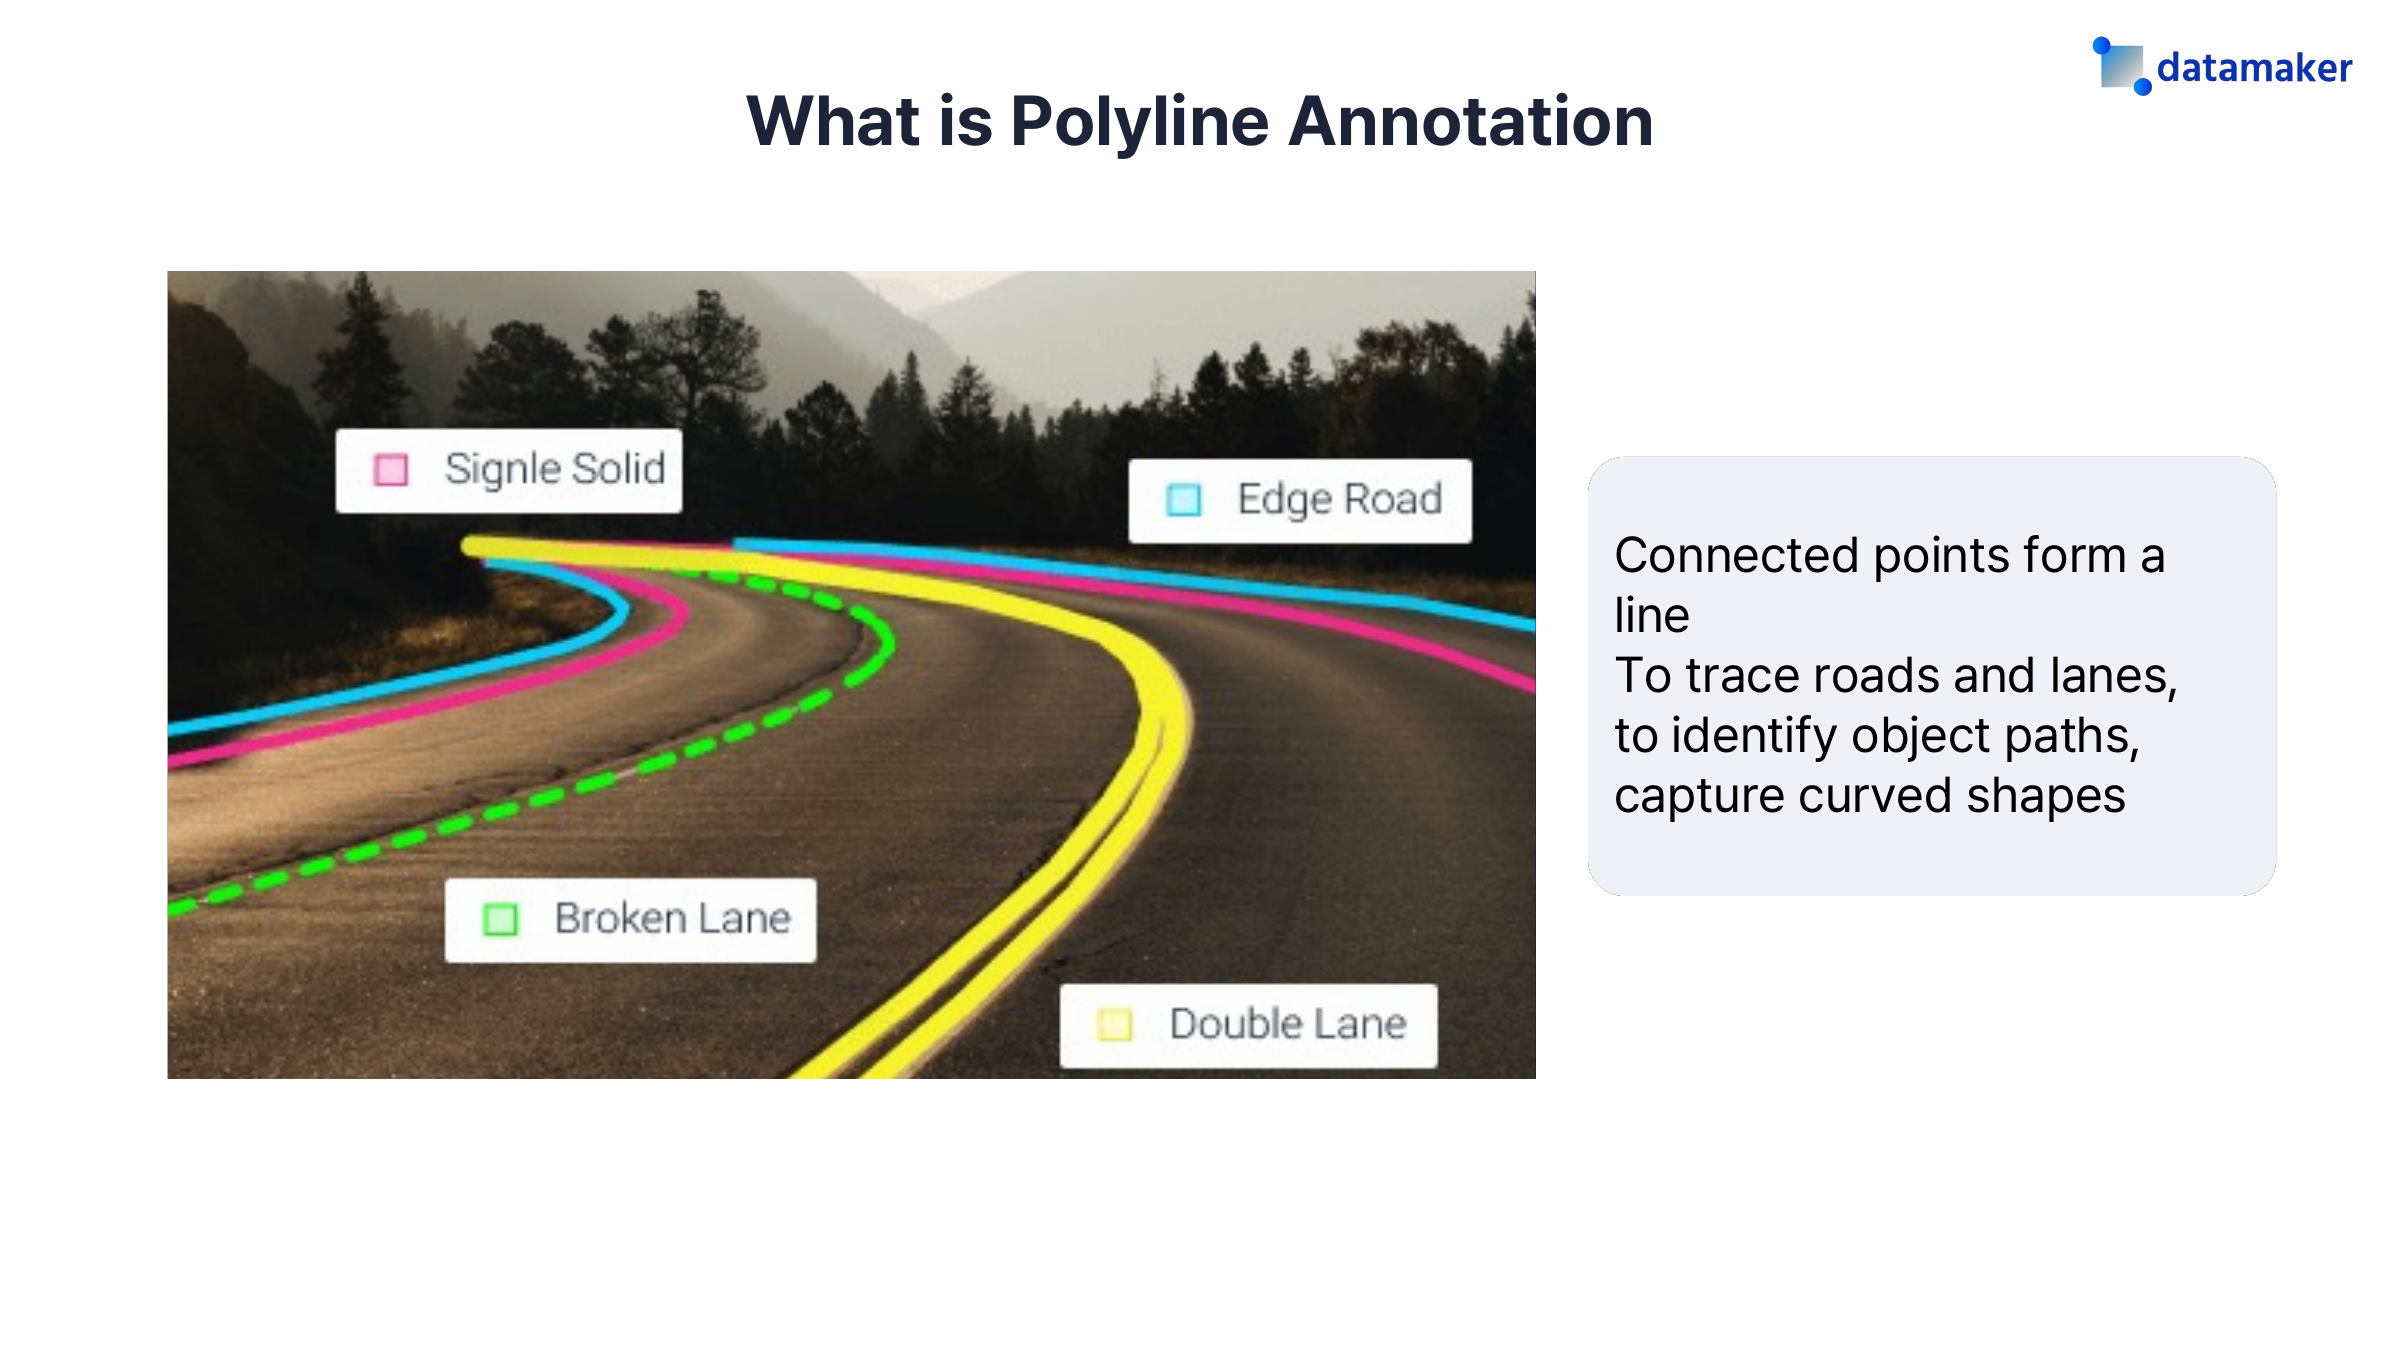 datamaker
What is Polyline Annotation
Signle Solid
Edge Road
Broken Lane
Double Lane
Connected points form a
line
To trace roads and lanes,
to identify object paths,
capture curved shapes